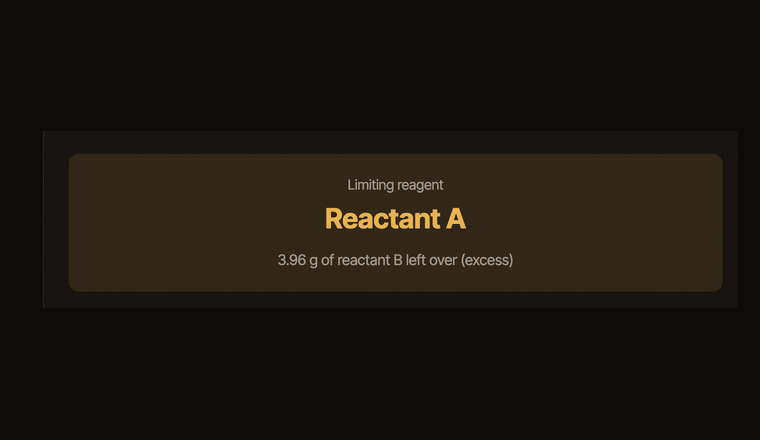 Limiting reagent
Reactant A
3.96 g of reactant B left over (excess)